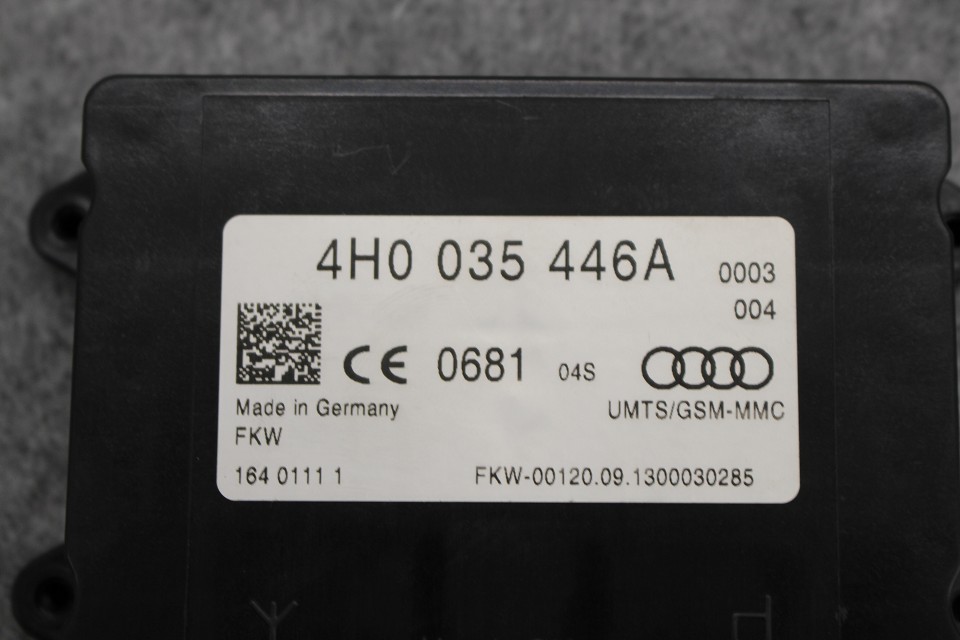 4H0 035 446A 0003
004
CE 0681 04S
Made in Germany UMTS/GSM-MMC
FKW
164 0111 1 FKW-00120.09.1300030285